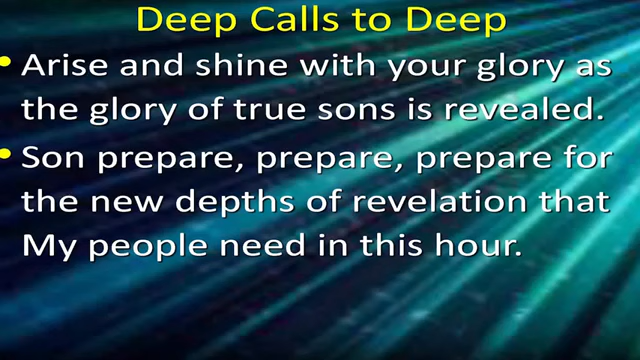 Deep Calls to Deep
• Arise and shine with your glory as
the glory of true sons is revealed.
• Son prepare, prepare, prepare for
the new depths of revelation that
My people need in this hour.